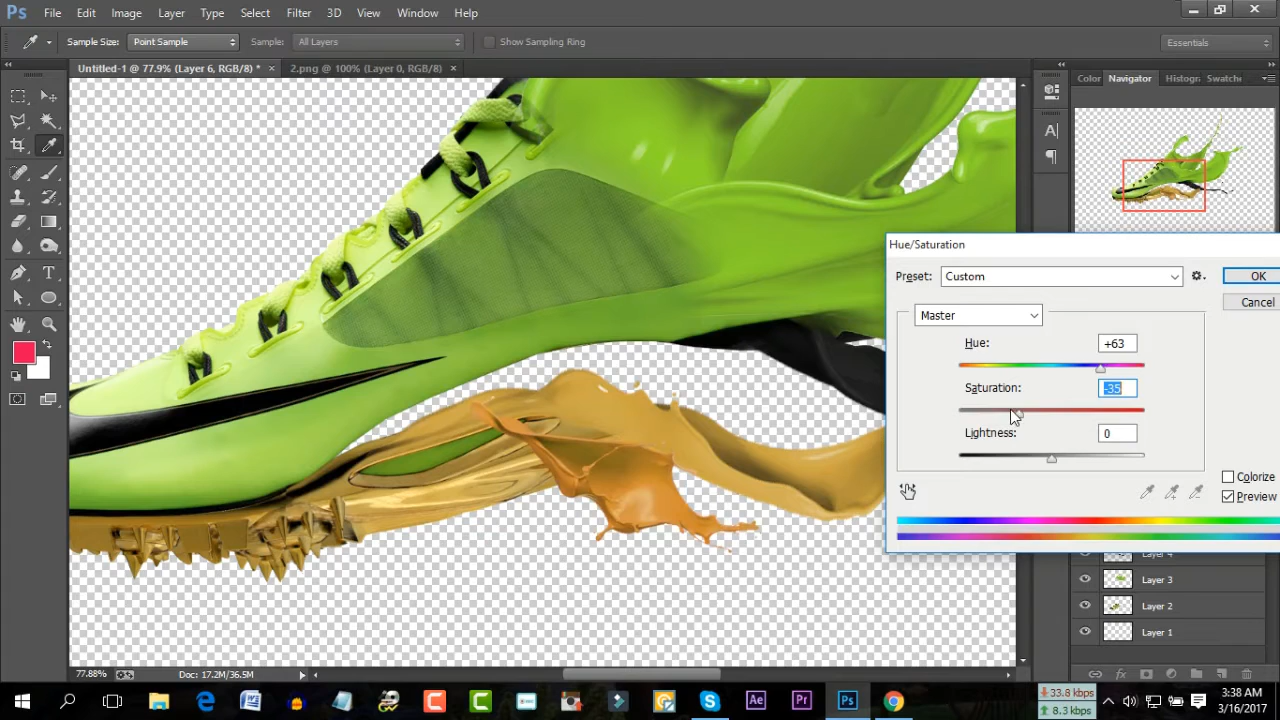 Ps File Edit Image Layer Type Select Filter 3D View Window Help
Sample Size: Point Sample Sample: All Layers Show Sampling Ring Essentials
Untitled-1 @ 77.9% (Layer 6, RGB/8) * × 2.png @ 100% (Layer 0, RGB/8) ×
Color Navigator Histogr Swatche
Hue/Saturation
Preset: Custom OK
Cancel
Master
Hue: +63
Saturation: -35
Lightness: 0
Colorize
Preview
Layer 4
Layer 3
Layer 2
Layer 1
77.88% Doc: 17.2M/36.5M
33.8 kbps
8.3 kbps
Ae Pr Ps
3:38 AM
3/16/2017